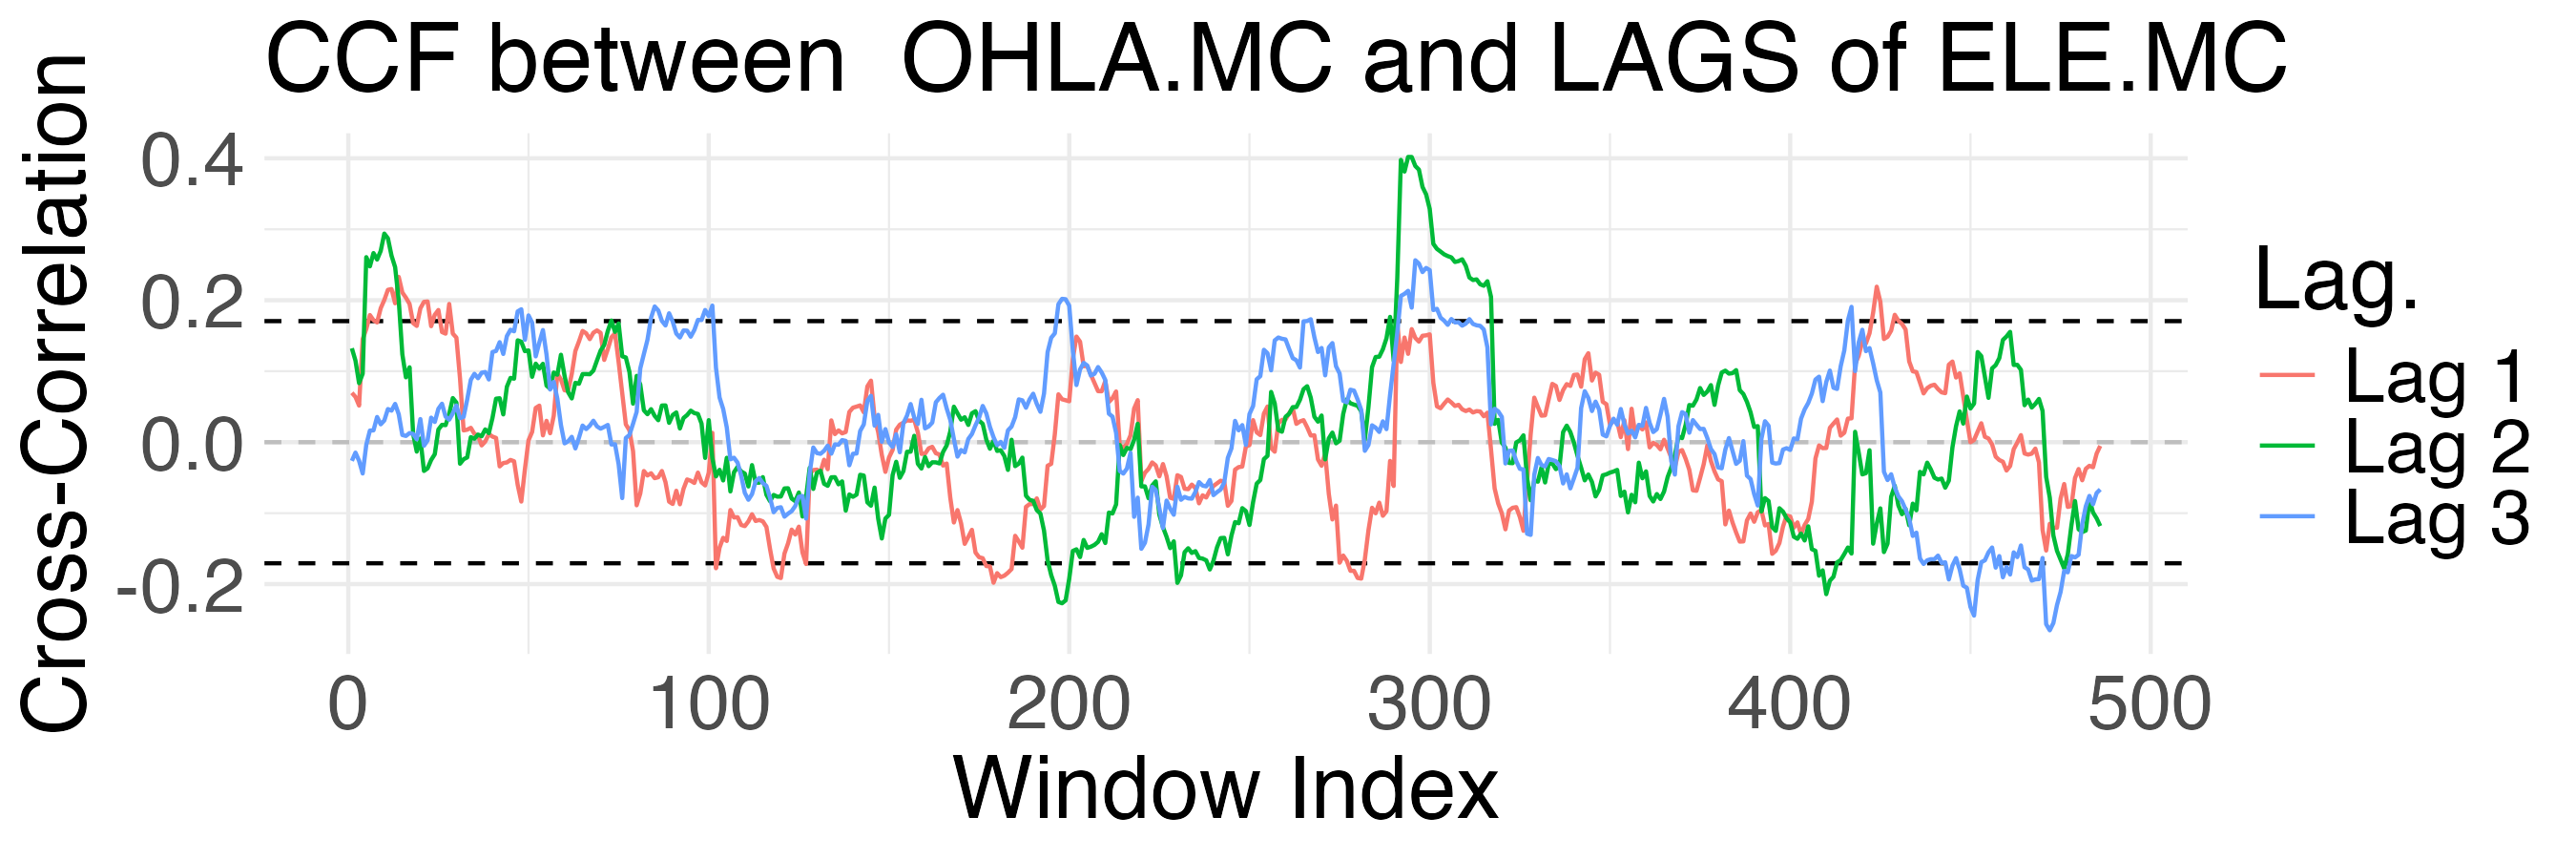 CCF between  OHLA.MC and LAGS of ELE.MC
Cross-Correlation
0.4
0.2
0.0
-0.2
0
100
200
300
400
500
Window Index
Lag.
Lag 1
Lag 2
Lag 3